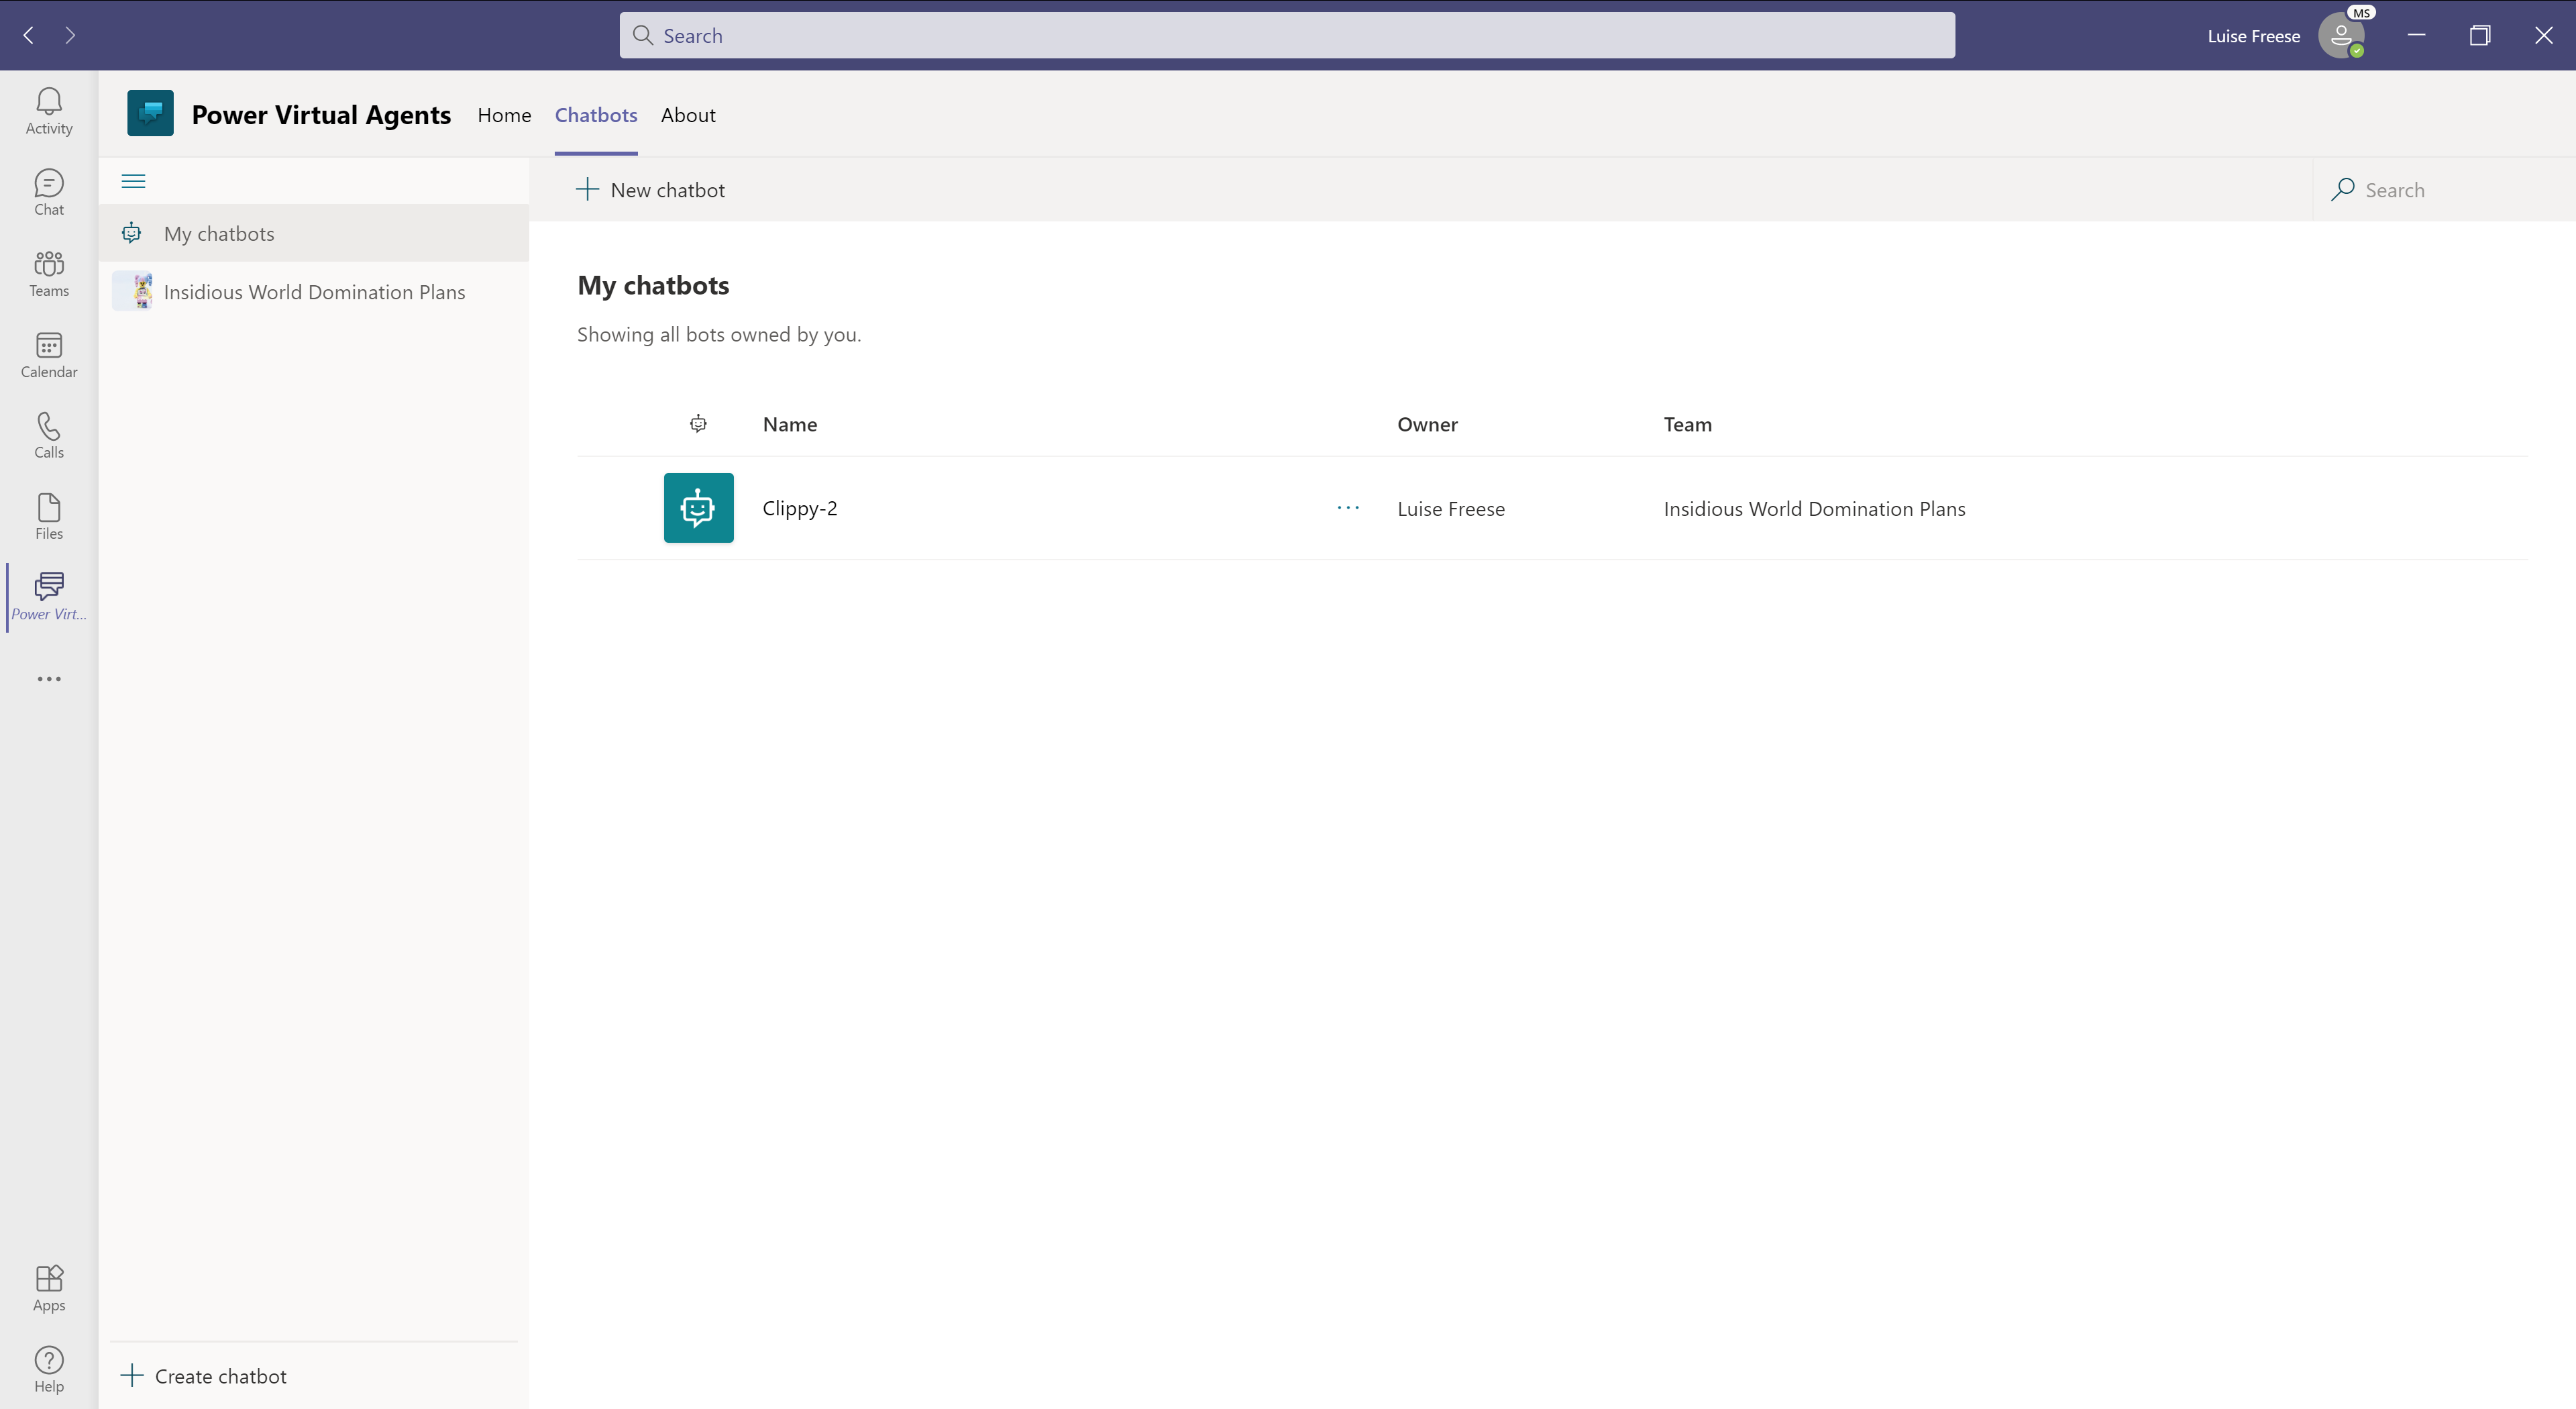 Search
Luise Freese
MS
Activity
Chat
Teams
Calendar
Calls
Files
Power Virt...
Apps
Help
Power Virtual Agents Home Chatbots About
My chatbots
Insidious World Domination Plans
Create chatbot
New chatbot
Search
My chatbots
Showing all bots owned by you.
Name Owner Team
Clippy-2 Luise Freese Insidious World Domination Plans